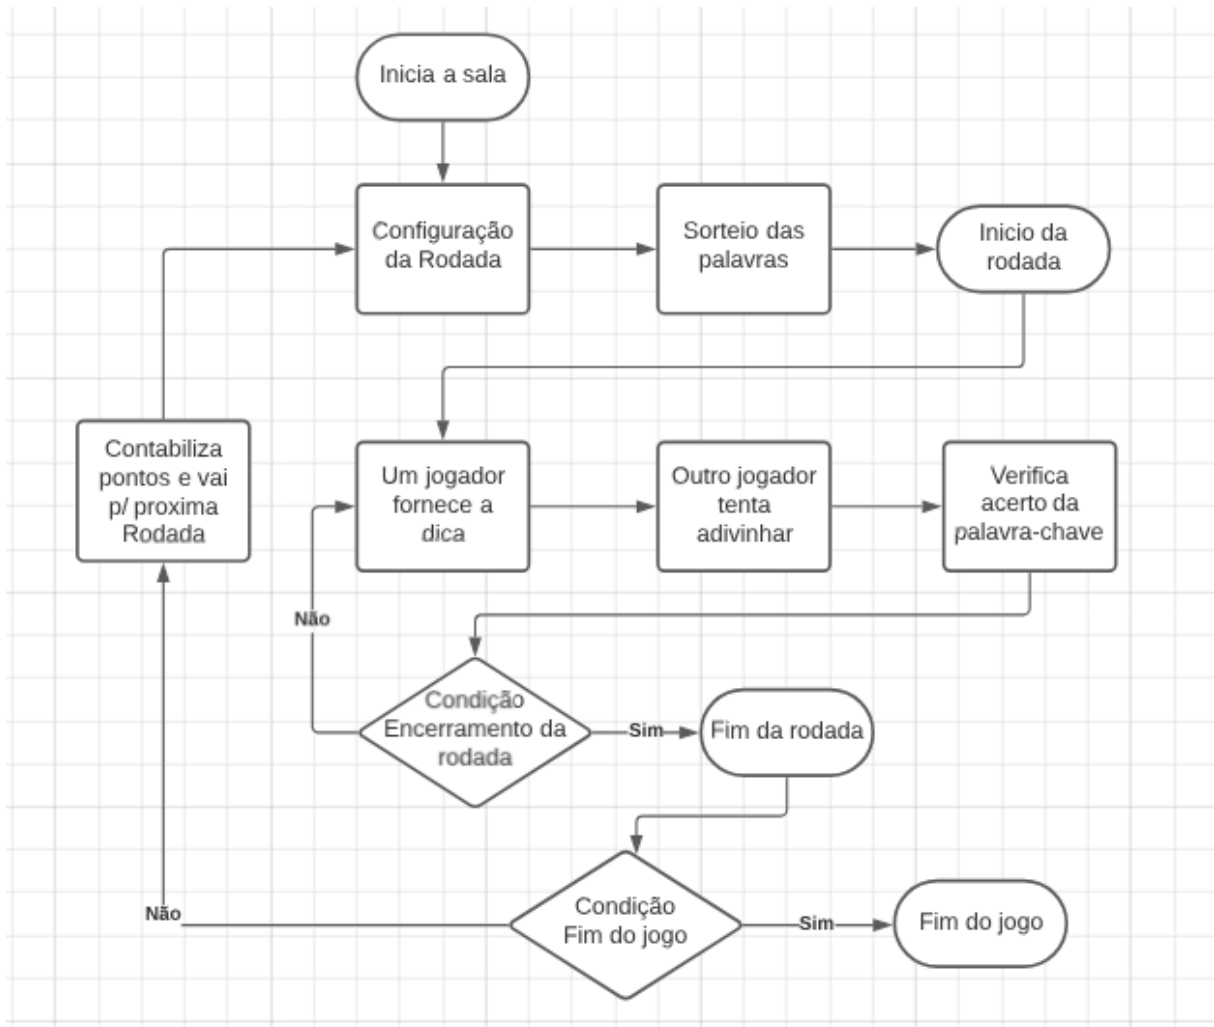 Inicia a sala
Configuração
da Rodada
Sorteio das
palavras
Inicio da
rodada
Contabiliza
pontos e vai
p/ proxima
Rodada
Um jogador
fornece a
dica
Outro jogador
tenta
adivinhar
Verifica
acerto da
palavra-chave
Não
Condição
Encerramento da
rodada
Sim
Fim da rodada
Não
Condição
Fim do jogo
Sim
Fim do jogo